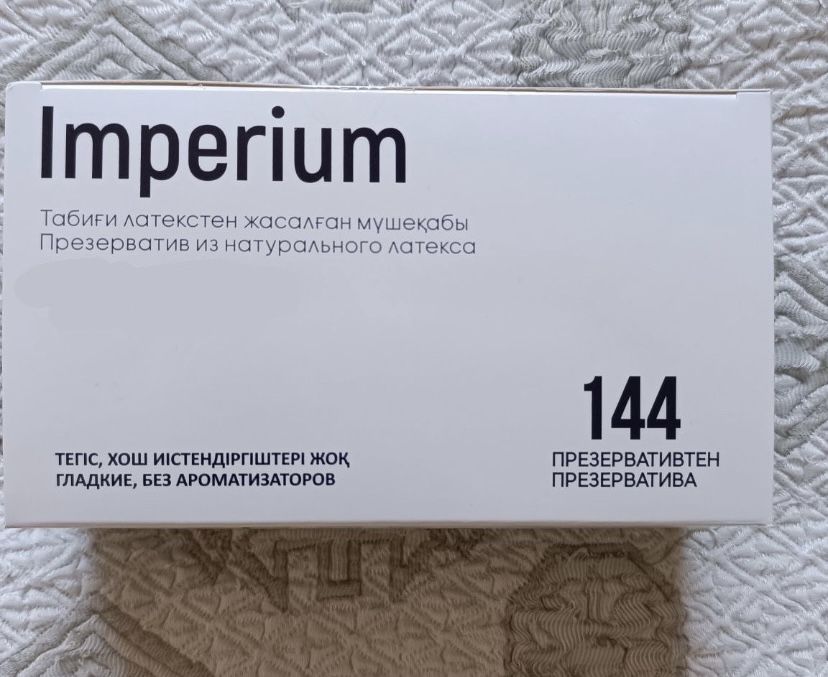 Imperium
Табиғи латекстен жасалған мүшеқабы
Презерватив из натурального латекса
ТЕГІС, ХОШ ИІСТЕНДІРГІШТЕРІ ЖОҚ
ГЛАДКИЕ, БЕЗ АРОМАТИЗАТОРОВ
144
ПРЕЗЕРВАТИВТЕН
ПРЕЗЕРВАТИВА